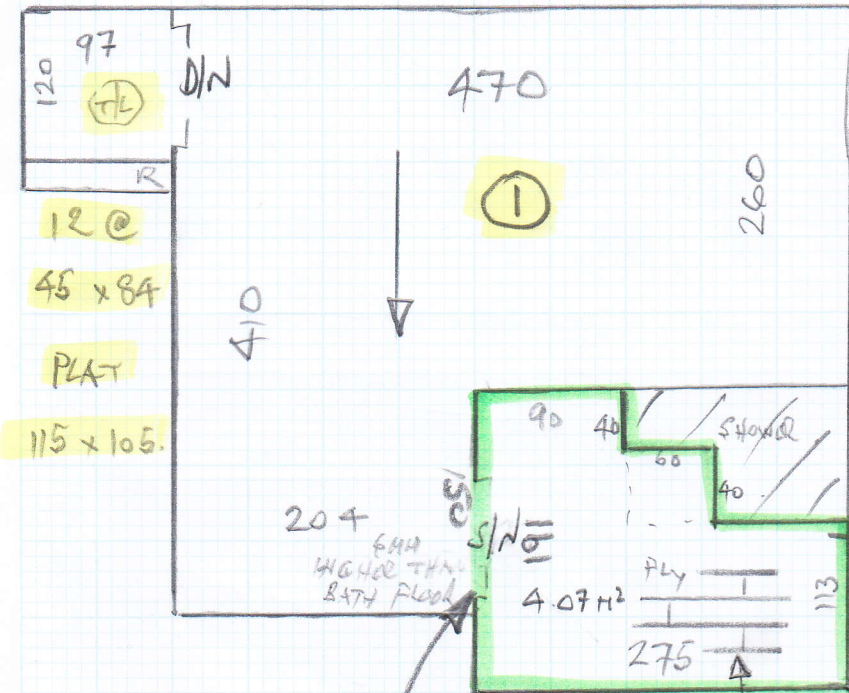 97
120
T/L
D/N
470
R
1
260
12 @
45 x 84
PLAT
115 x 105.
410
90
40
SHOWER
60
40
204
S/N
191
6MM
HIGHER THAN
BATH FLOOR
4.07 M²
PLY
113
275